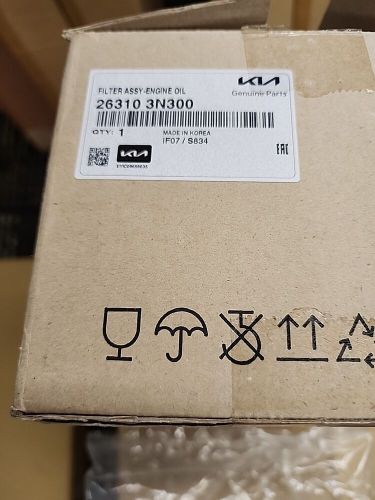 KIA
FILTER ASSY-ENGINE OIL
Genuine Parts
26310 3N300
QTY: 1
MADE IN KOREA
IF07 / S834
KIA
EAC